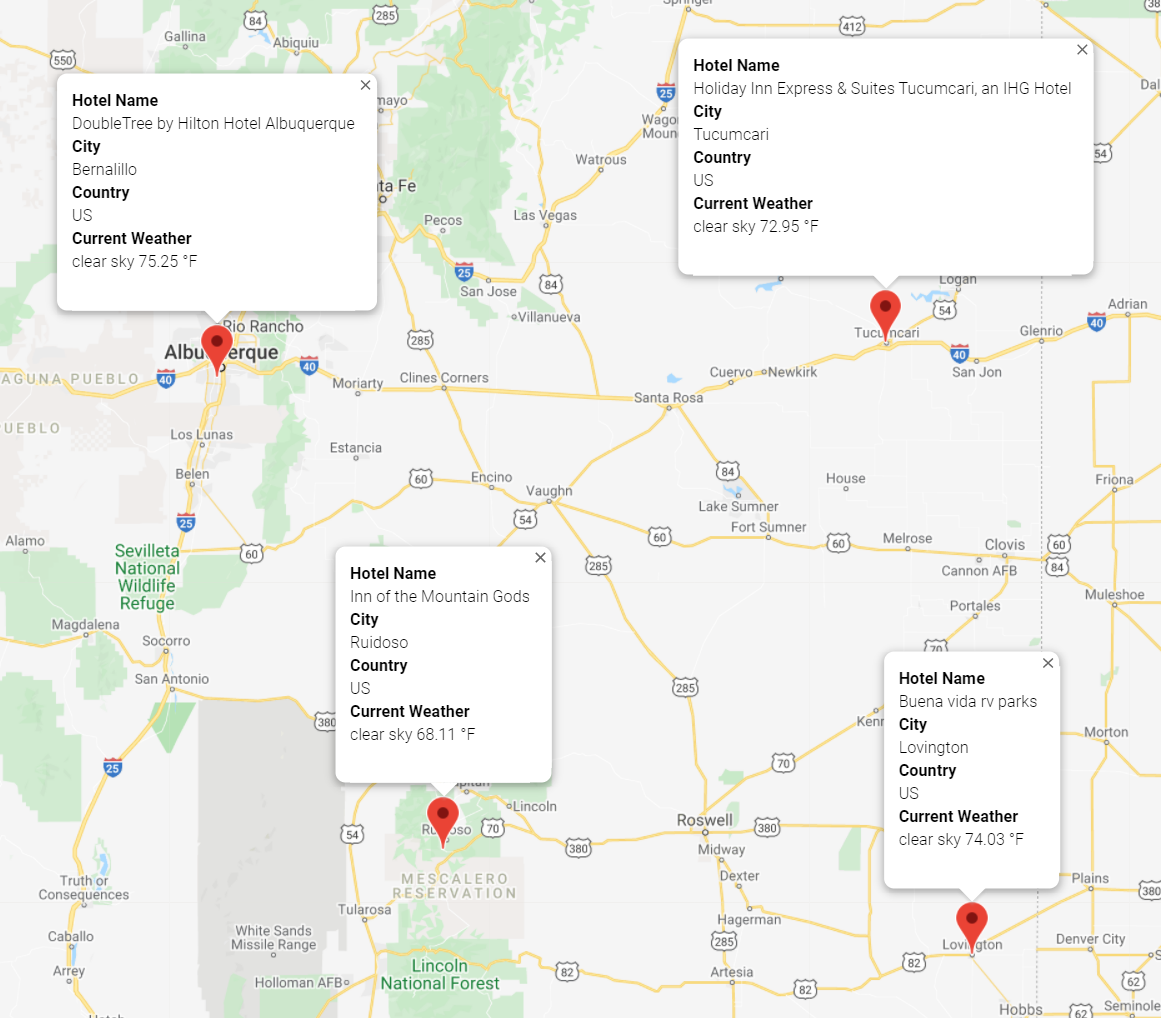 Springer
285
84
Gallina
Abiquiu
550
412
25
Hotel Name
DoubleTree by Hilton Hotel Albuquerque
City
Bernalillo
Country
US
Current Weather
clear sky 75.25 °F
Hotel Name
Holiday Inn Express & Suites Tucumcari, an IHG Hotel
City
Tucumcari
Country
US
Current Weather
clear sky 72.95 °F
54
Watrous
Pecos
Las Vegas
25
San Jose
84
Villanueva
Logan
54
Adrian
40
Rio Rancho
Albuquerque
285
Tucumcari
Glenrio
40
San Jon
AGUNA PUEBLO
40
40
Moriarty
Clines Corners
Cuervo
Newkirk
Santa Rosa
UEBLO
Los Lunas
Estancia
Belen
60
Encino
Vaughn
84
House
Friona
Lake Sumner
Fort Sumner
25
54
60
60
Melrose
Clovis
60
Alamo
Sevilleta
National
Wildlife
Refuge
60
285
Cannon AFB
84
Muleshoe
Portales
Magdalena
Socorro
San Antonio
70
285
380
Hotel Name
Inn of the Mountain Gods
City
Ruidoso
Country
US
Current Weather
clear sky 68.11 °F
Hotel Name
Buena vida rv parks
City
Lovington
Country
US
Current Weather
clear sky 74.03 °F
Morton
25
70
Lincoln
Roswell
380
54
Ruidoso
70
380
Midway
MESCALERO
RESERVATION
Dexter
Plains
380
Truth or
Consequences
Tularosa
Hagerman
285
Caballo
White Sands
Missile Range
Lovington
Denver City
82
Arrey
Holloman AFB
Lincoln
National Forest
82
Artesia
82
62
Hobbs
62
Seminole